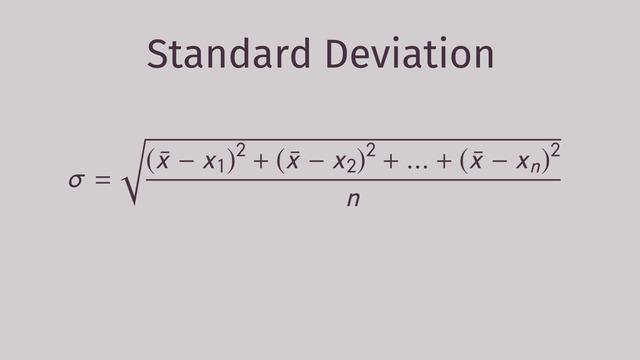 Standard Deviation
σ = √((x̄ − x₁)² + (x̄ − x₂)² + ... + (x̄ − xₙ)² / n)